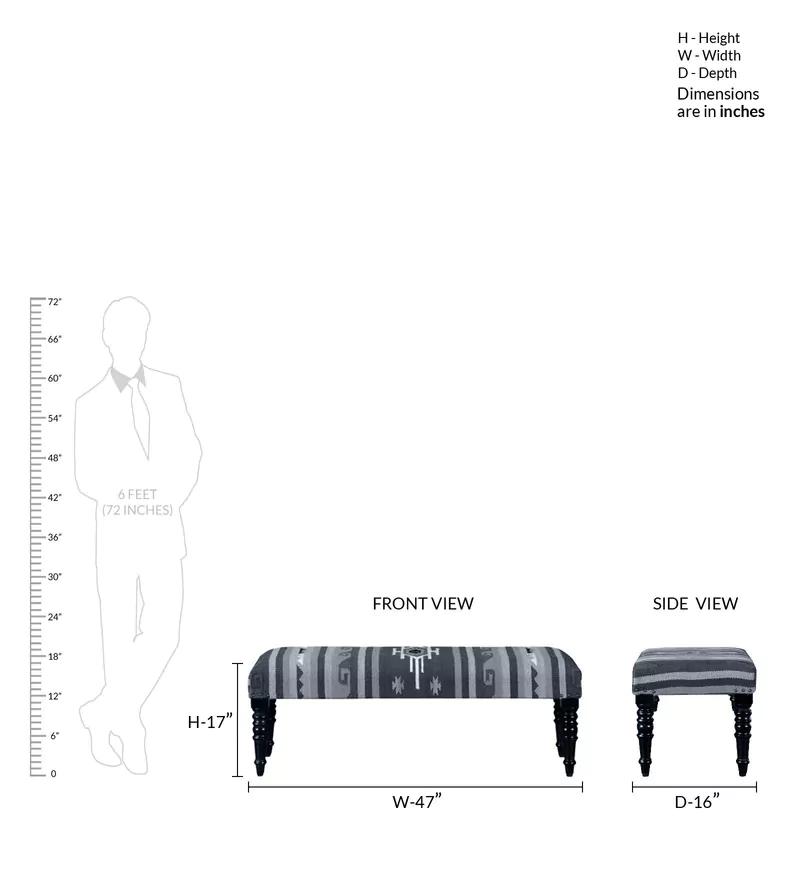 H - Height
W - Width
D - Depth
Dimensions
are in inches
72”
66”
60”
54”
48”
42”
36”
30”
24”
18”
12”
6”
0
6 FEET
(72 INCHES)
FRONT VIEW
SIDE VIEW
H-17”
W-47”
D-16”